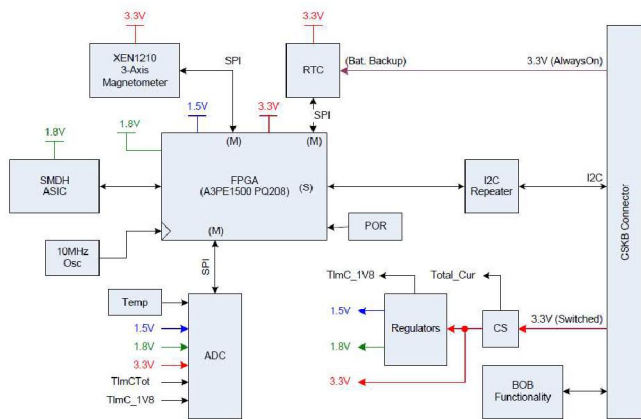 3.3V
3.3V
XEN1210
3-Axis
Magnetometer
SPI
RTC
(Bat. Backup)
3.3V (AlwaysOn)
1.5V
3.3V
SPI
1.8V
1.8V
(M)
(M)
SMDH
ASIC
FPGA
(A3PE1500 PQ208)
(S)
I2C
Repeater
I2C
CSKB Connector
10MHz
Osc
(M)
POR
SPI
Temp
1.5V
1.8V
3.3V
TlmCTot
TlmC_1V8
ADC
TlmC_1V8
Total_Cur
1.5V
1.8V
3.3V
Regulators
CS
3.3V (Switched)
BOB
Functionality